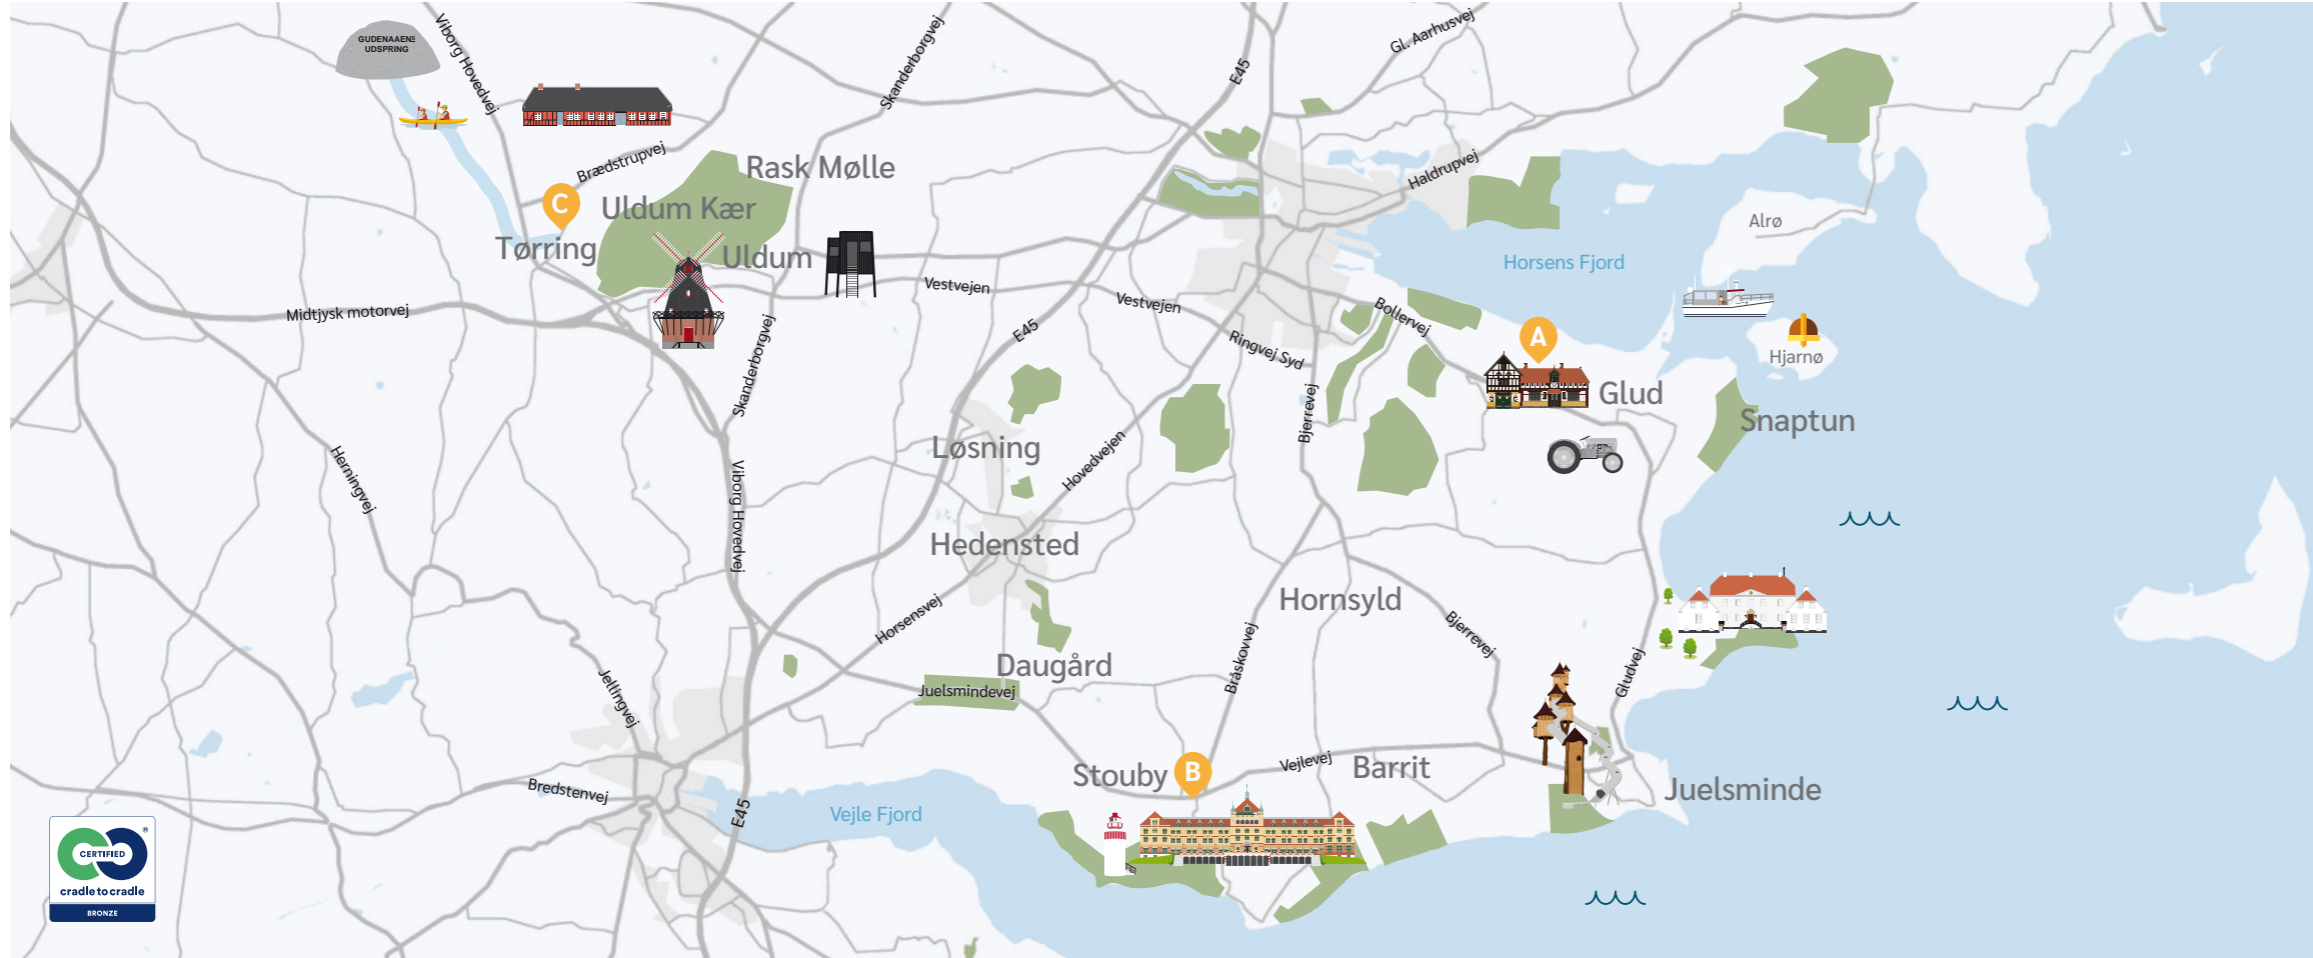 GUDENAAENS
UDSPRING
Viborg Hovedvej
Skanderborgvej
E45
Gl. Aarhusvej
Brædstrupvej
Rask Mølle
Haldrupvej
C
Uldum Kær
Tørring
Uldum
Alrø
Horsens Fjord
Vestvejen
Vestvejen
Midtjysk motorvej
Bollervej
E45
Ringvej Syd
A
Hjarnø
Skanderborgvej
Glud
Bjerrevej
Snaptun
Løsning
Hovedvejen
Herningvej
Viborg Hovedvej
Hedensted
Hornsyld
Horsensvej
Bjerrevej
Bråskovvej
Daugård
Gludvej
Juelsmindevej
Jellingvej
Vejlevej
Barrit
Stouby
B
Juelsminde
Bredstenvej
E45
Vejle Fjord
®
CERTIFIED
cradle to cradle
BRONZE